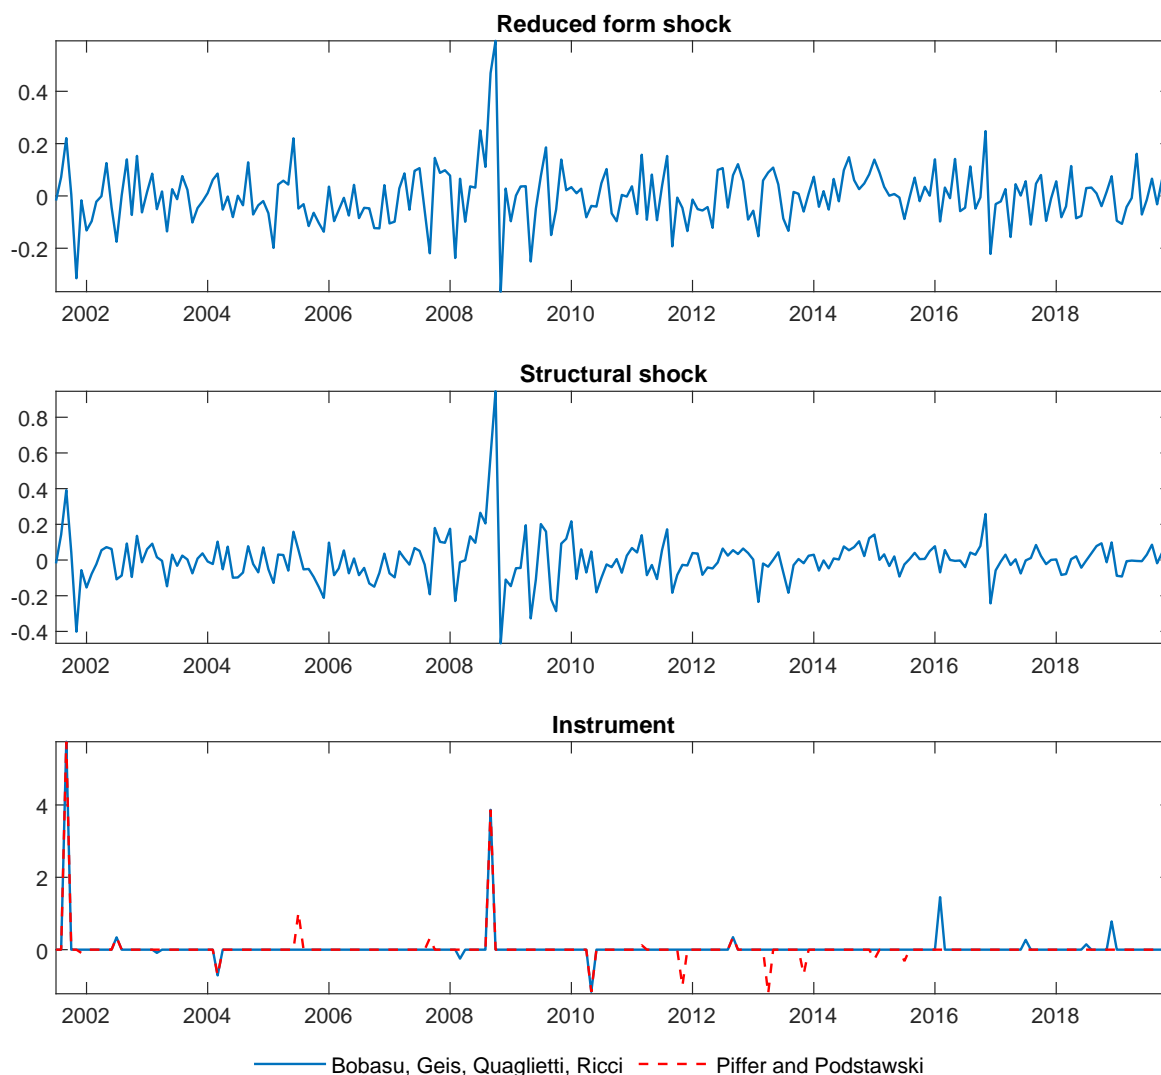 Reduced form shock
0.4
0.2
0
-0.2
2002 2004 2006 2008 2010 2012 2014 2016 2018
Structural shock
0.8
0.6
0.4
0.2
0
-0.2
-0.4
2002 2004 2006 2008 2010 2012 2014 2016 2018
Instrument
4
2
0
2002 2004 2006 2008 2010 2012 2014 2016 2018
Bobasu, Geis, Quaglietti, Ricci Piffer and Podstawski